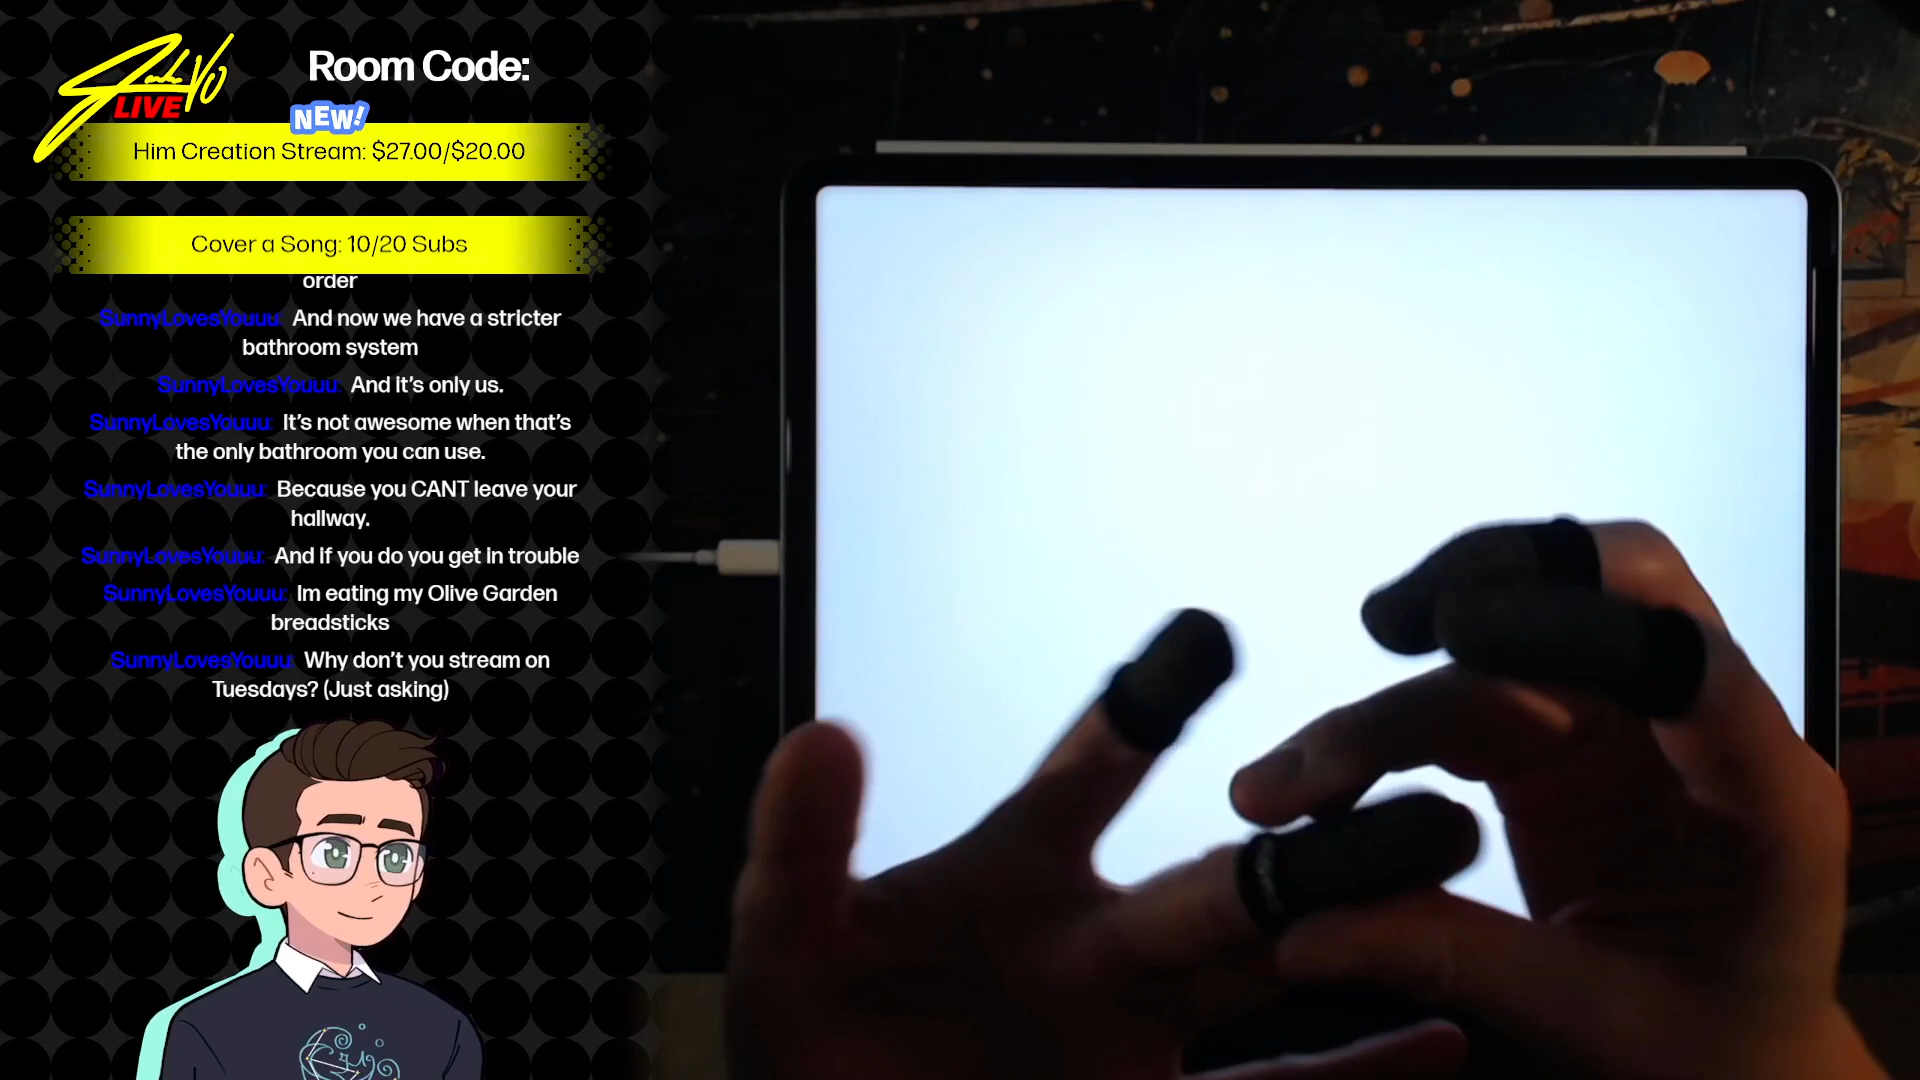 LIVE
Room Code:
NEW!
Him Creation Stream: $27.00/$20.00
Cover a Song: 10/20 Subs
order
SunnyLovesYouuu: And now we have a stricter
bathroom system
SunnyLovesYouuu: And it's only us.
SunnyLovesYouuu: It's not awesome when that's
the only bathroom you can use.
SunnyLovesYouuu: Because you CANT leave your
hallway.
SunnyLovesYouuu: And if you do you get in trouble
SunnyLovesYouuu: Im eating my Olive Garden
breadsticks
SunnyLovesYouuu: Why don't you stream on
Tuesdays? (Just asking)